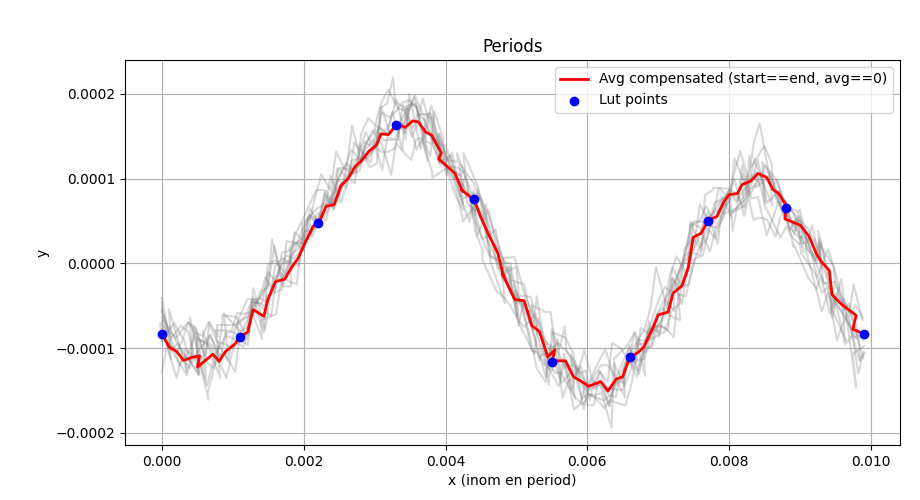 Periods
Avg compensated (start==end, avg==0)
Lut points
y
0.0002
0.0001
0.0000
−0.0001
−0.0002
0.000 0.002 0.004 0.006 0.008 0.010
x (inom en period)